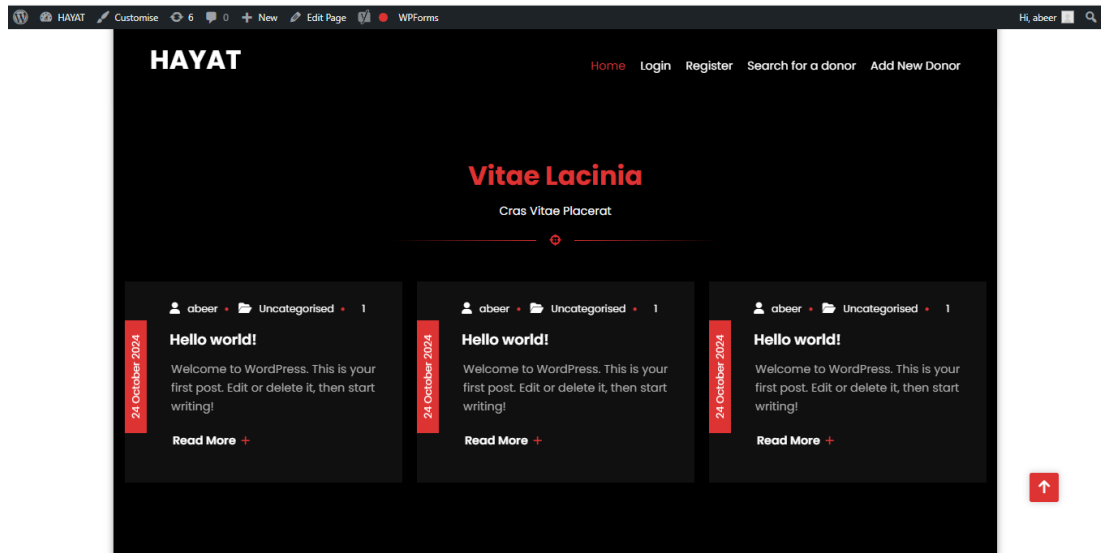 HAYAT Customise 6 0 New Edit Page WPForms Hi, abeer
HAYAT
Home Login Register Search for a donor Add New Donor
Vitae Lacinia
Cras Vitae Placerat
abeer • Uncategorised • 1
24 October 2024
Hello world!
Welcome to WordPress. This is your
first post. Edit or delete it, then start
writing!
Read More +
abeer • Uncategorised • 1
24 October 2024
Hello world!
Welcome to WordPress. This is your
first post. Edit or delete it, then start
writing!
Read More +
abeer • Uncategorised • 1
24 October 2024
Hello world!
Welcome to WordPress. This is your
first post. Edit or delete it, then start
writing!
Read More +